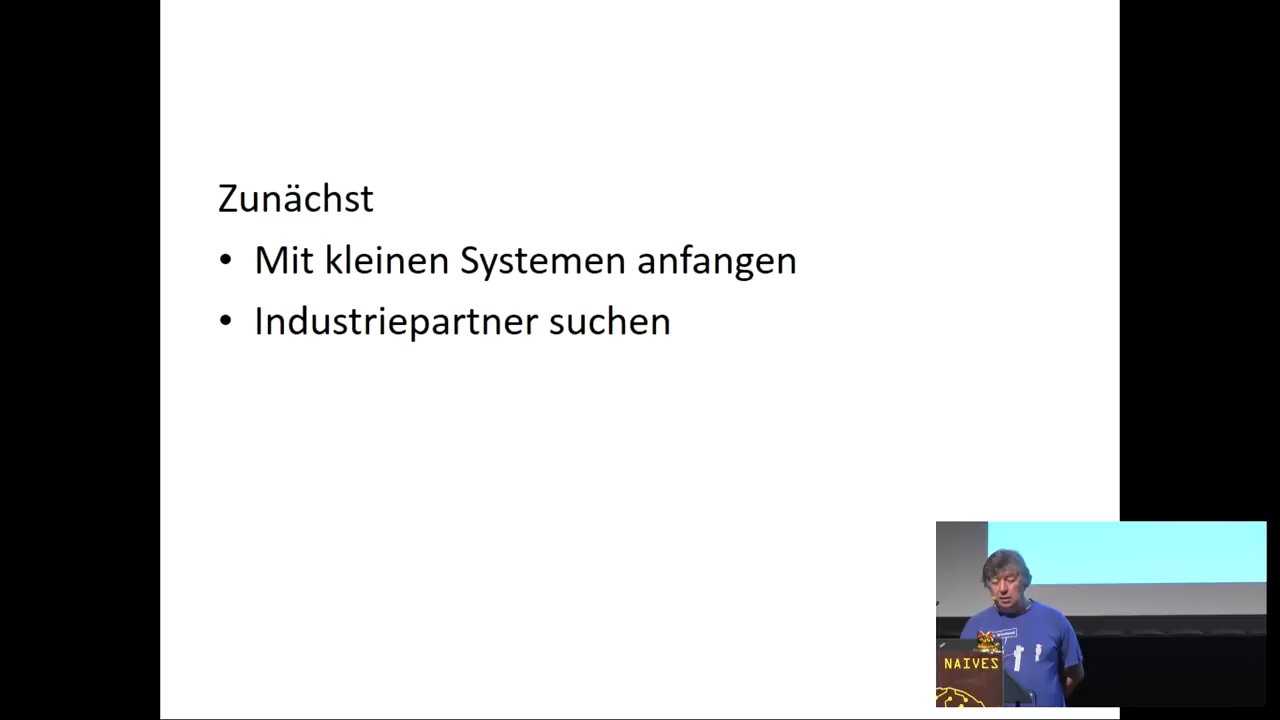 Zunächst
• Mit kleinen Systemen anfangen
• Industriepartner suchen
NAIVES